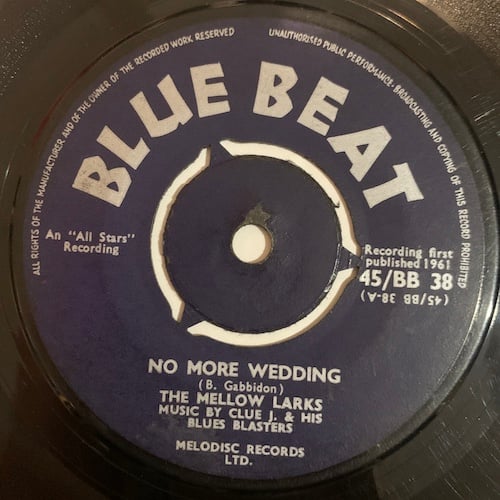 ALL RIGHTS OF THE MANUFACTURER AND OF THE OWNER OF THE RECORDED WORK RESERVED
UNAUTHORISED PUBLIC PERFORMANCE, BROADCASTING AND COPYING OF THIS RECORD PROHIBITED
BLUE BEAT
An "All Stars"
Recording
Recording first
published 1961
45/BB 38
(45/BB 38-A)
NO MORE WEDDING
(B. Gabbidon)
THE MELLOW LARKS
MUSIC BY CLUE J. & HIS
BLUES BLASTERS
MELODISC RECORDS
LTD.